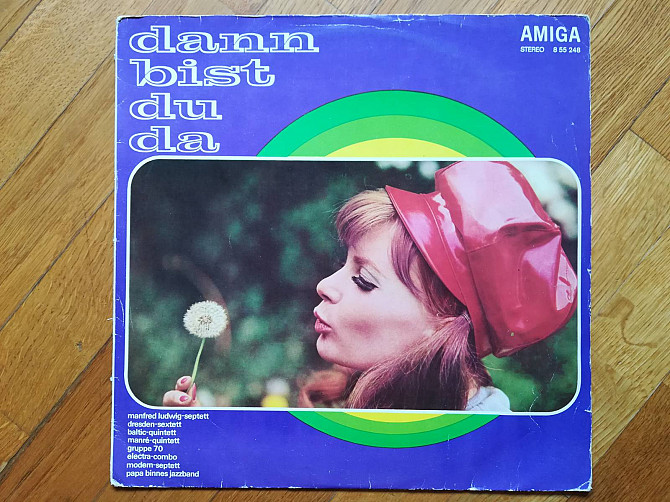 dann
bist
du
da
AMIGA
STEREO 8 55 248
manfred ludwig-septett
dresden-sextett
baltic-quintett
manré-quintett
gruppe 70
electra-combo
modern-septett
papa binnes jazzband